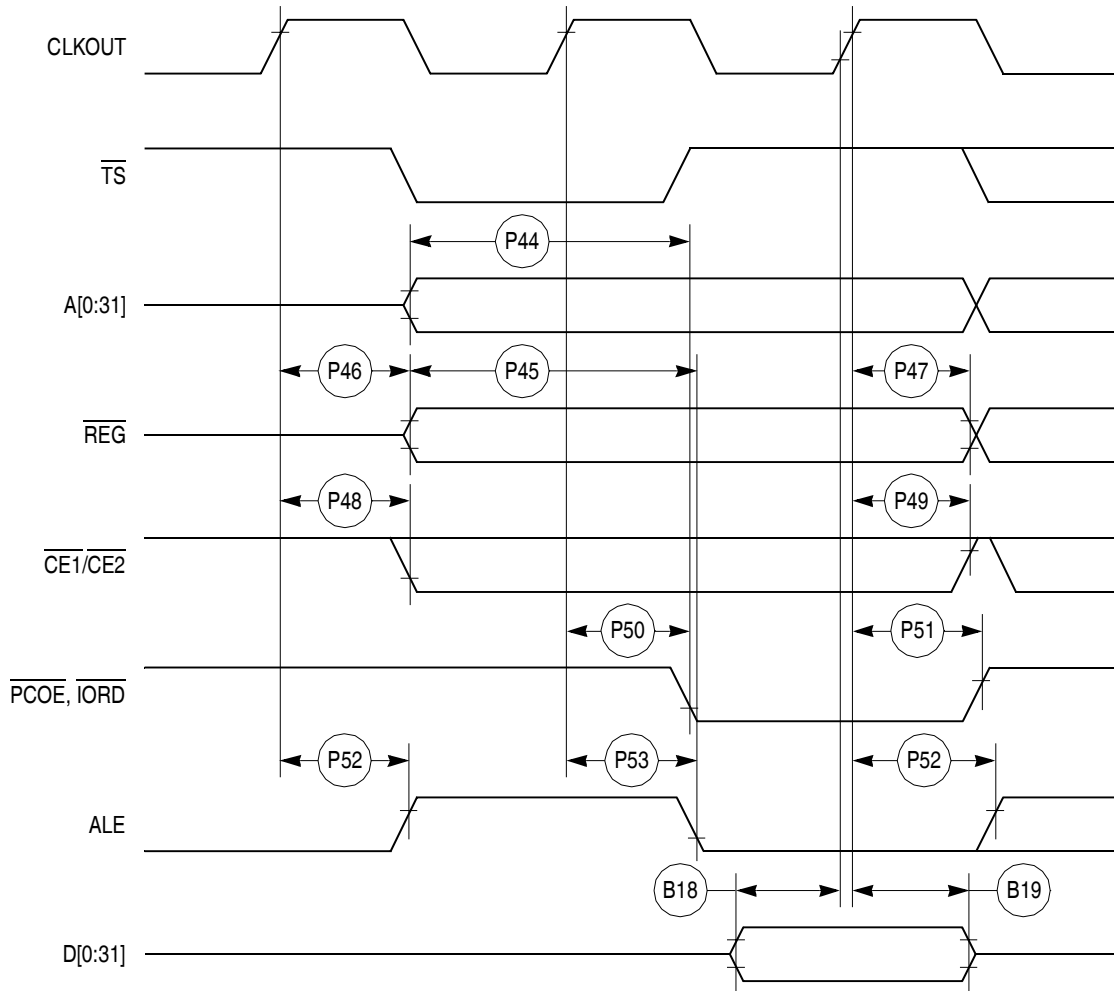 CLKOUT
TS
P44
A[0:31]
P46
P45
P47
REG
P48
P49
CE1/CE2
P50
P51
PCOE, IORD
P52
P53
P52
ALE
B18
B19
D[0:31]